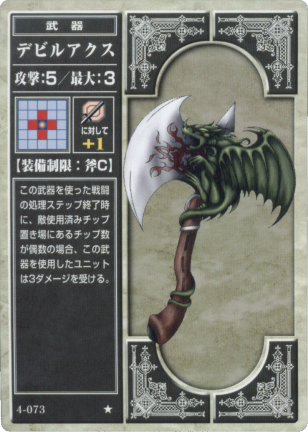 武器
デビルアクス
攻撃:5／最大:3
に対して
+1
【装備制限：斧C】
この武器を使った戦闘
の処理ステップ終了時
に、敵使用済みチップ
置き場にあるチップ数
が偶数の場合、この武
器を使用したユニット
は3ダメージを受ける。
4-073 ★